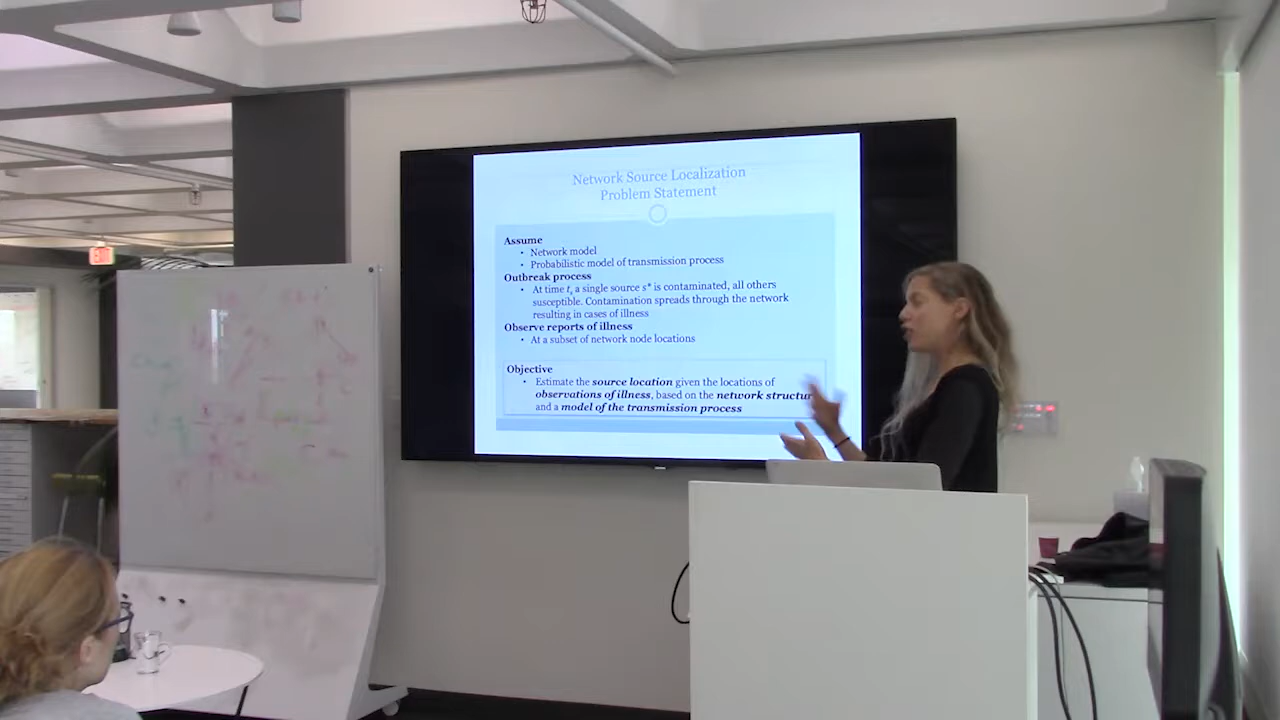 Network Source Localization
Problem Statement
Assume
• Network model
• Probabilistic model of transmission process
Outbreak process
• At time t, a single source s* is contaminated, all others
susceptible. Contamination spreads through the network
resulting in cases of illness
Observe reports of illness
• At a subset of network node locations
Objective
• Estimate the source location given the locations of
observations of illness, based on the network
and a model of the transmission process